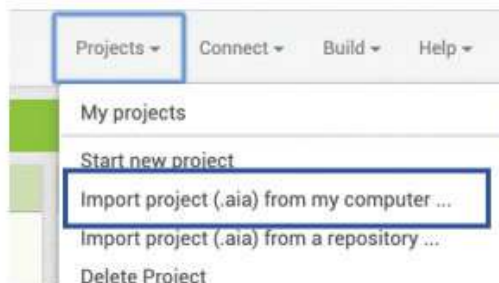 Projects Connect Build Help
My projects
Start new project
Import project (.aia) from my computer ...
Import project (.aia) from a repository ...
Delete Project